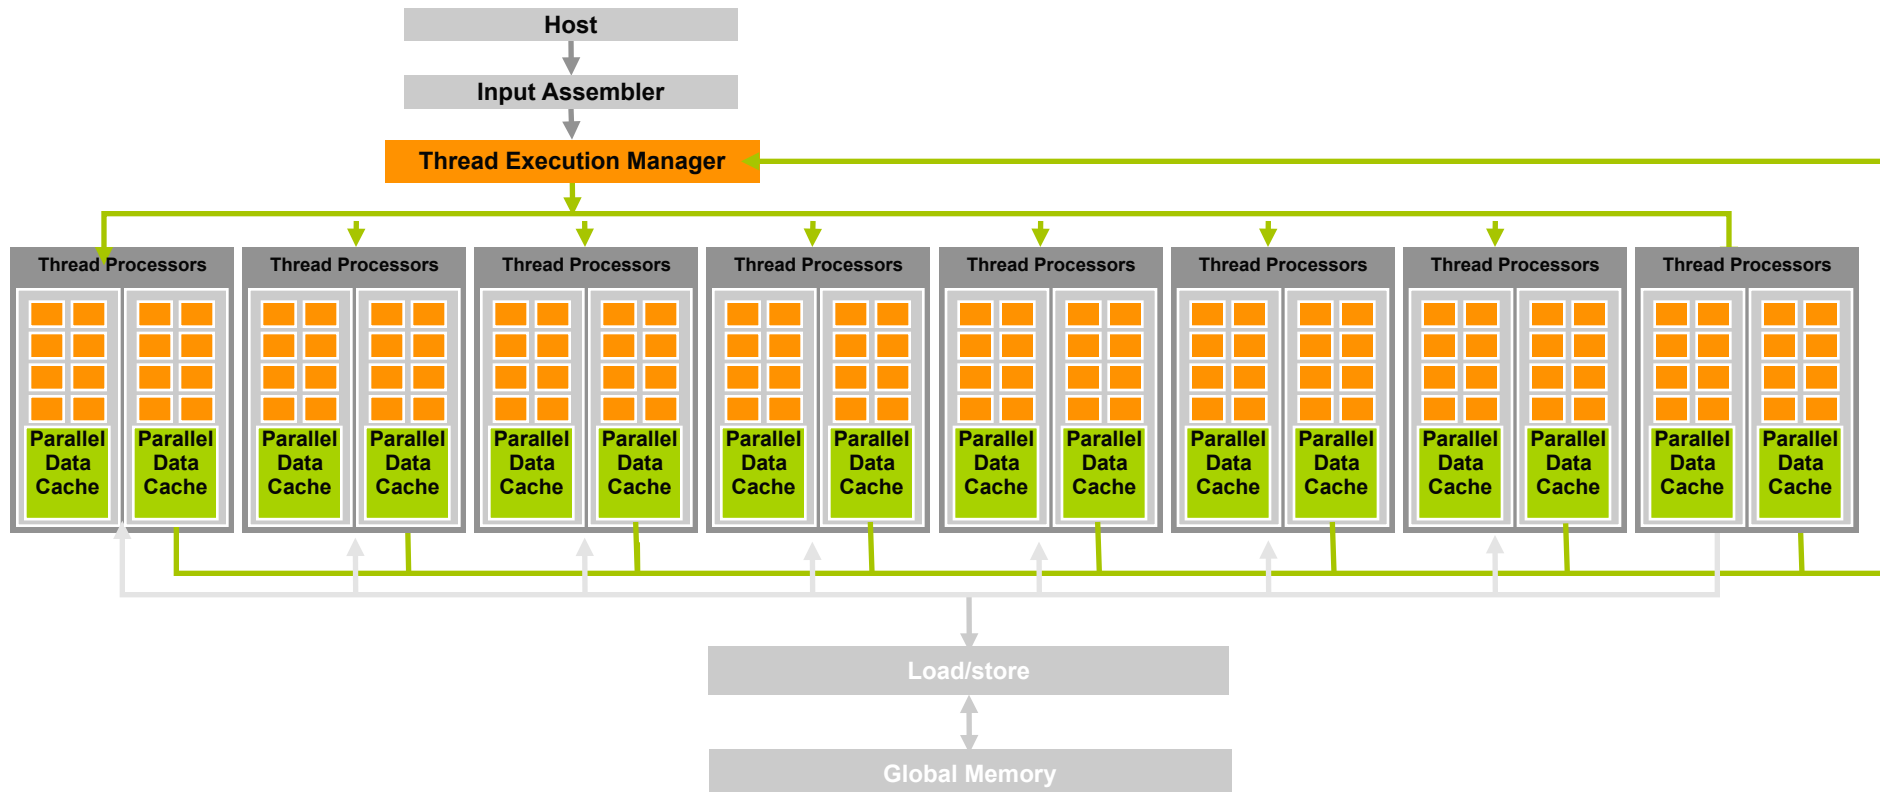 Host
Input Assembler
Thread Execution Manager
Thread Processors
Thread Processors
Thread Processors
Thread Processors
Thread Processors
Thread Processors
Thread Processors
Thread Processors
Parallel
Data
Cache
Parallel
Data
Cache
Parallel
Data
Cache
Parallel
Data
Cache
Parallel
Data
Cache
Parallel
Data
Cache
Parallel
Data
Cache
Parallel
Data
Cache
Parallel
Data
Cache
Parallel
Data
Cache
Parallel
Data
Cache
Parallel
Data
Cache
Parallel
Data
Cache
Parallel
Data
Cache
Parallel
Data
Cache
Parallel
Data
Cache
Load/store
Global Memory